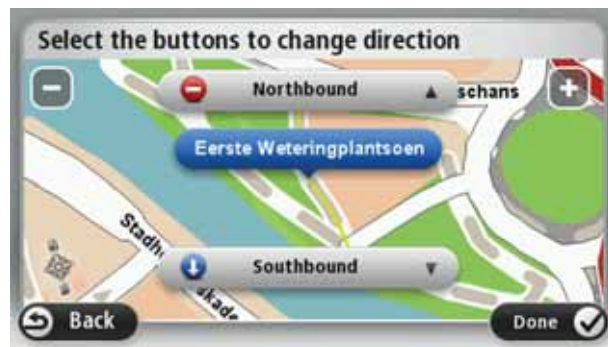 Select the buttons to change direction
Northbound
schans
Eerste Weteringplantsoen
Stadh
kade
Southbound
Back
Done